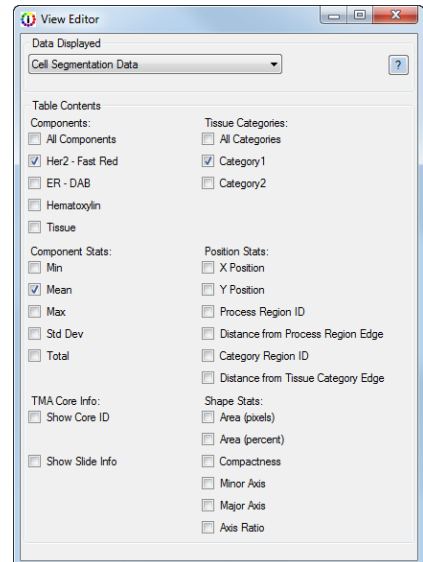 View Editor
Data Displayed
Cell Segmentation Data
?
Table Contents
Components:
All Components
Her2 - Fast Red
ER - DAB
Hematoxylin
Tissue
Tissue Categories:
All Categories
Category1
Category2
Component Stats:
Min
Mean
Max
Std Dev
Total
Position Stats:
X Position
Y Position
Process Region ID
Distance from Process Region Edge
Category Region ID
Distance from Tissue Category Edge
TMA Core Info:
Show Core ID
Show Slide Info
Shape Stats:
Area (pixels)
Area (percent)
Compactness
Minor Axis
Major Axis
Axis Ratio